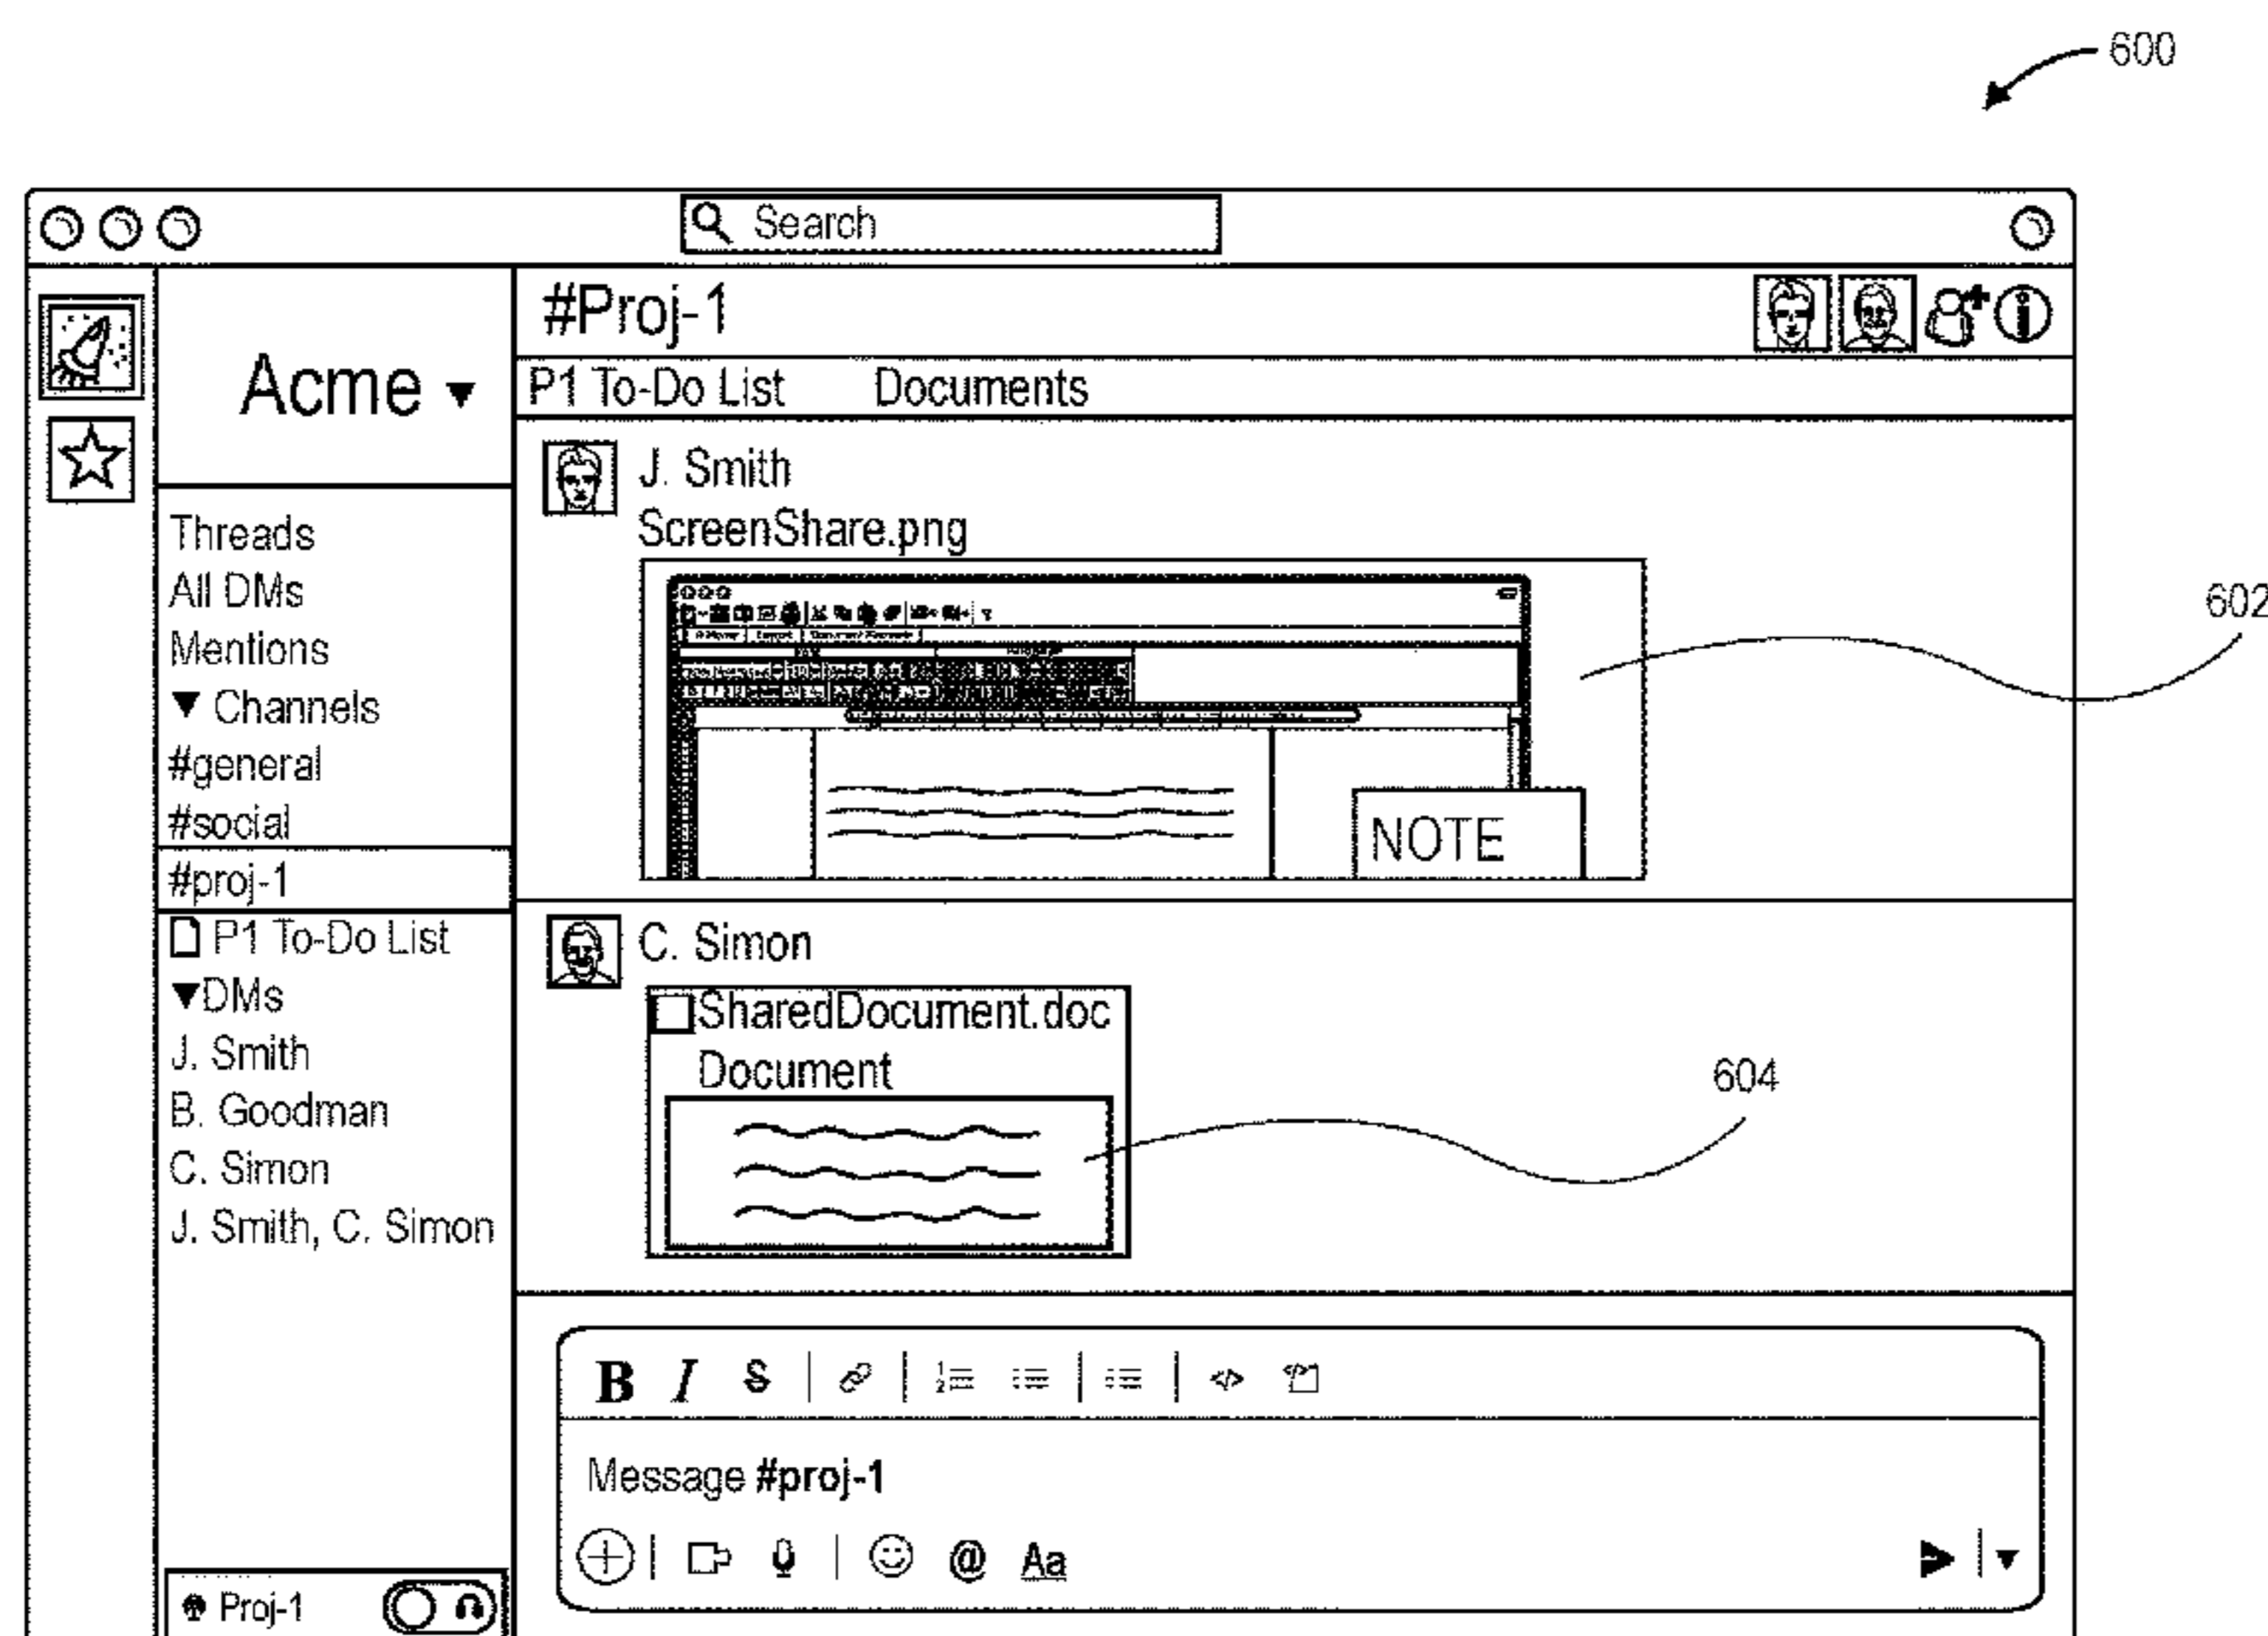 600
Search
Acme
#Proj-1
P1 To-Do List Documents
Threads
All DMs
Mentions
Channels
#general
#social
#proj-1
P1 To-Do List
DMs
J. Smith
B. Goodman
C. Simon
J. Smith, C. Simon
Proj-1
J. Smith
ScreenShare.png
NOTE
602
C. Simon
SharedDocument.doc
Document
604
B I S
Message #proj-1
@ Aa